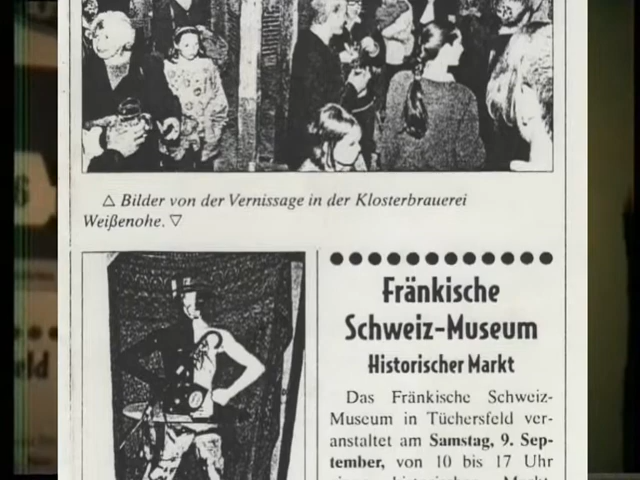 △ Bilder von der Vernissage in der Klosterbrauerei
Weißenohe. ▽
Fränkische
Schweiz-Museum
Historischer Markt
Das Fränkische Schweiz-
Museum in Tüchersfeld ver-
anstaltet am Samstag, 9. Sep-
tember, von 10 bis 17 Uhr